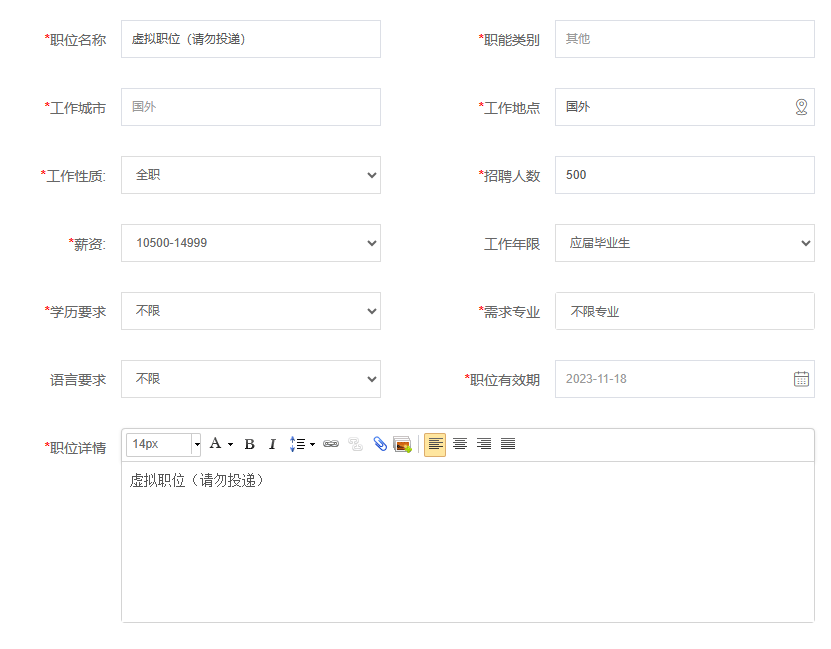 *职位名称 虚拟职位（请勿投递） *职能类别 其他
*工作城市 国外 *工作地点 国外
*工作性质: 全职 *招聘人数 500
*薪资: 10500-14999 工作年限 应届毕业生
*学历要求 不限 *需求专业 不限专业
语言要求 不限 *职位有效期 2023-11-18
*职位详情 14px A B I
虚拟职位（请勿投递）